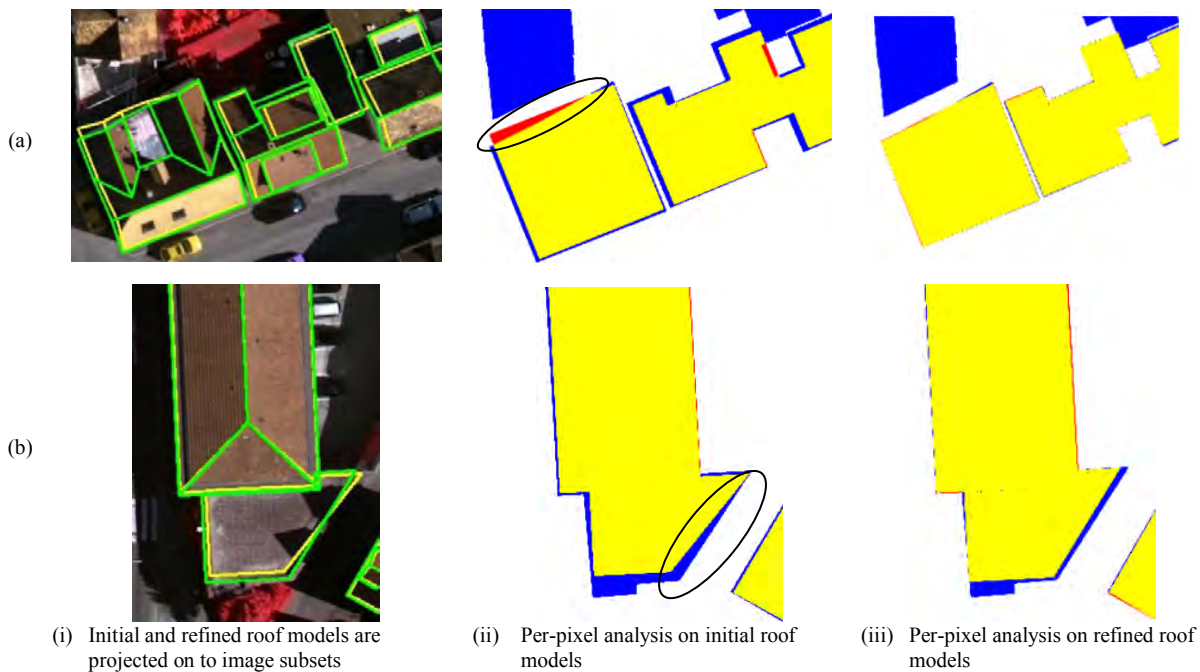 (a)
(b)
(i) Initial and refined roof models are
projected on to image subsets
(ii) Per-pixel analysis on initial roof
models
(iii) Per-pixel analysis on refined roof
models